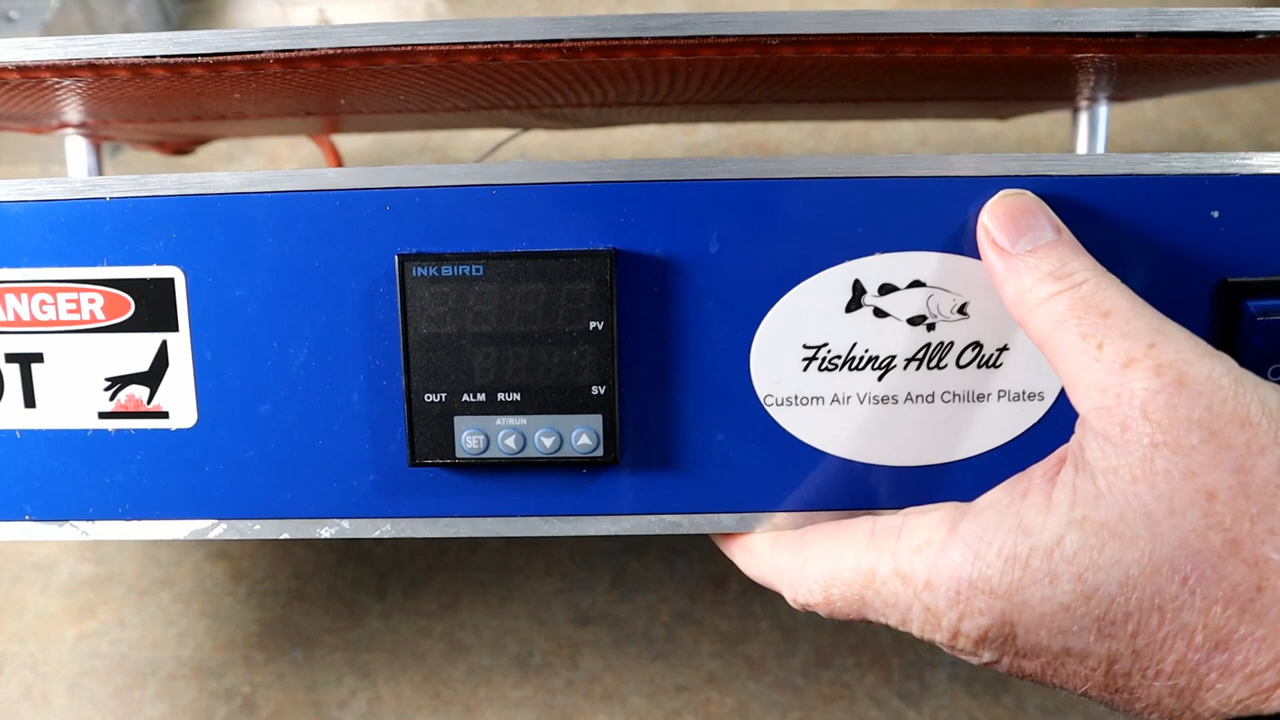 ANGER
OT
INKBIRD
PV
SV
OUT ALM RUN
AT/RUN
SET
Fishing All Out
Custom Air Vises And Chiller Plates